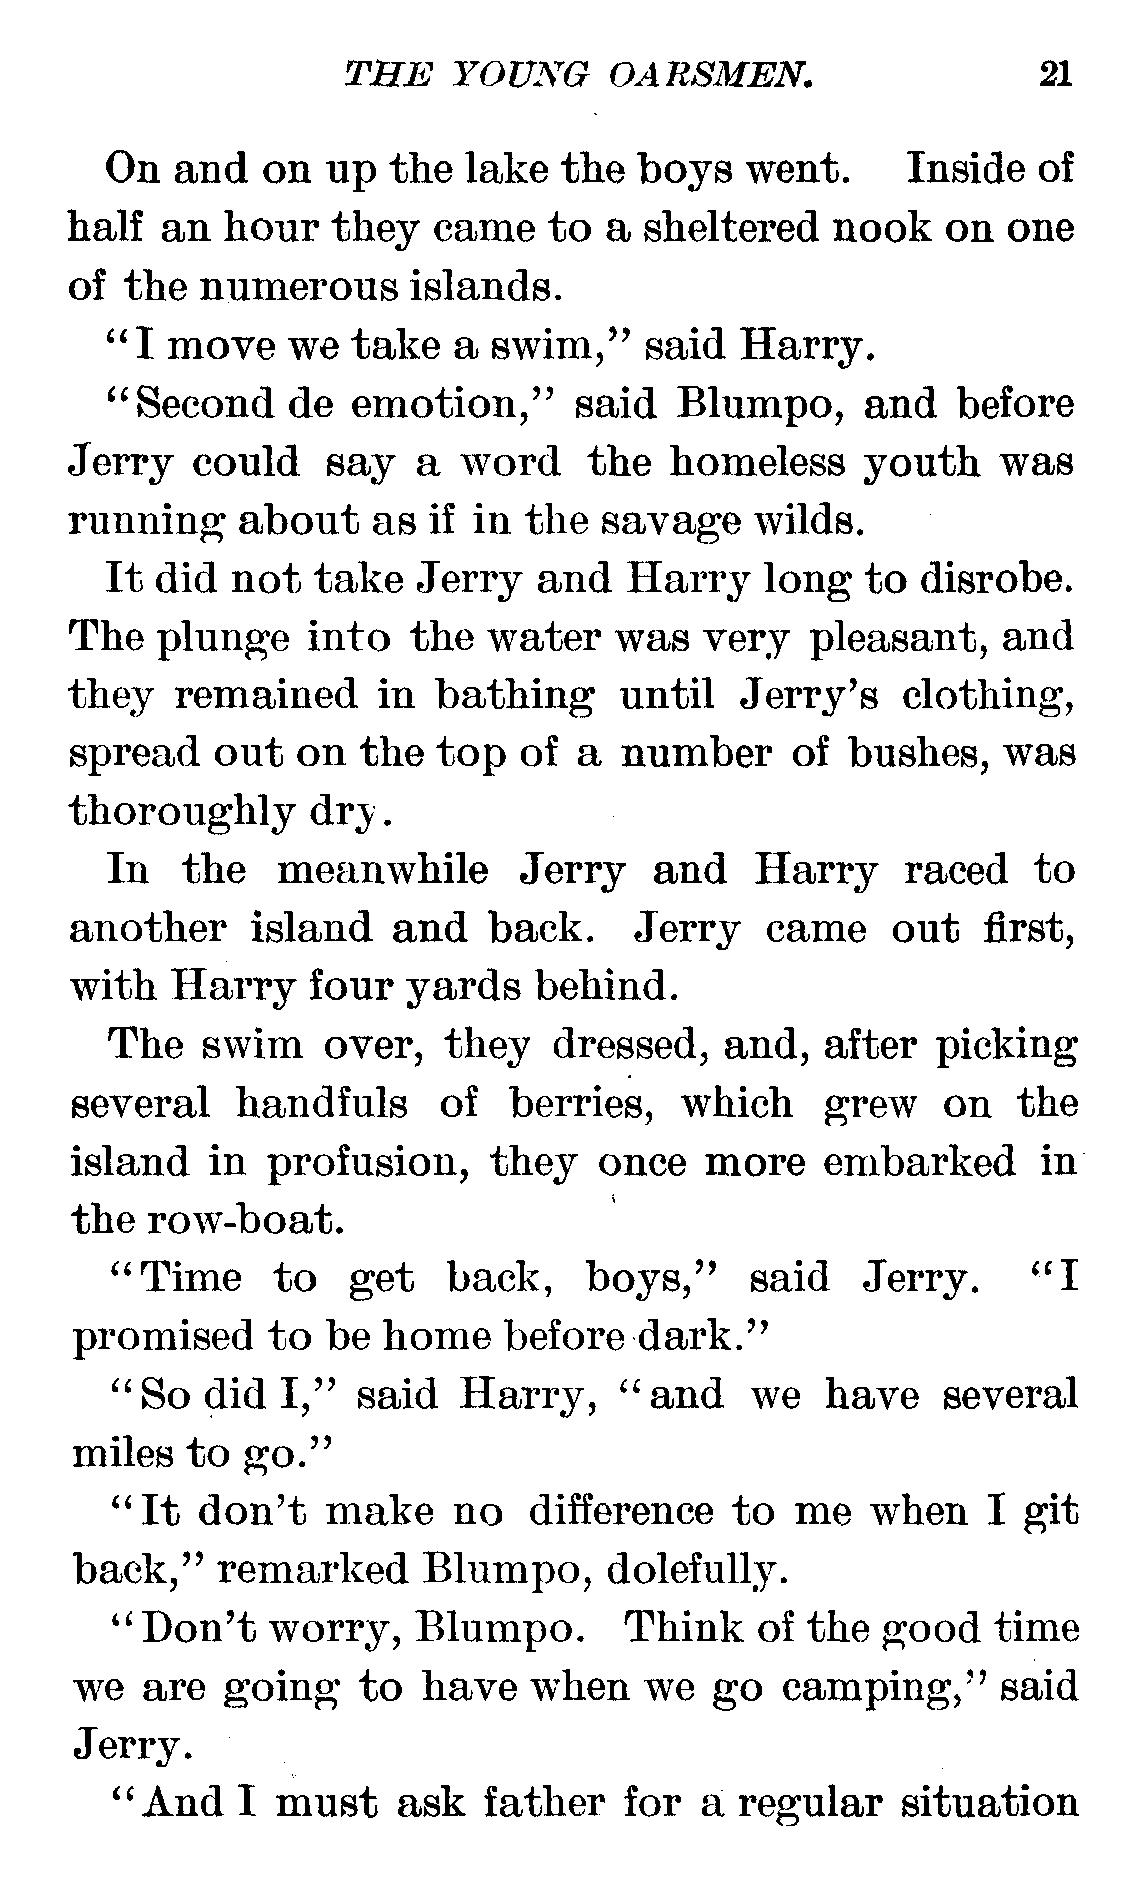 THE YOUNG OARSMEN. 21
On and on up the lake the boys went. Inside of
half an hour they came to a sheltered nook on one
of the numerous islands.
“I move we take a swim,” said Harry.
“Second de emotion,” said Blumpo, and before
Jerry could say a word the homeless youth was
running about as if in the savage wilds.
It did not take Jerry and Harry long to disrobe.
The plunge into the water was very pleasant, and
they remained in bathing until Jerry’s clothing,
spread out on the top of a number of bushes, was
thoroughly dry.
In the meanwhile Jerry and Harry raced to
another island and back. Jerry came out first,
with Harry four yards behind.
The swim over, they dressed, and, after picking
several handfuls of berries, which grew on the
island in profusion, they once more embarked in
the row-boat.
“Time to get back, boys,” said Jerry. “I
promised to be home before dark.”
“So did I,” said Harry, “and we have several
miles to go.”
“It don’t make no difference to me when I git
back,” remarked Blumpo, dolefully.
“Don’t worry, Blumpo. Think of the good time
we are going to have when we go camping,” said
Jerry.
“And I must ask father for a regular situation